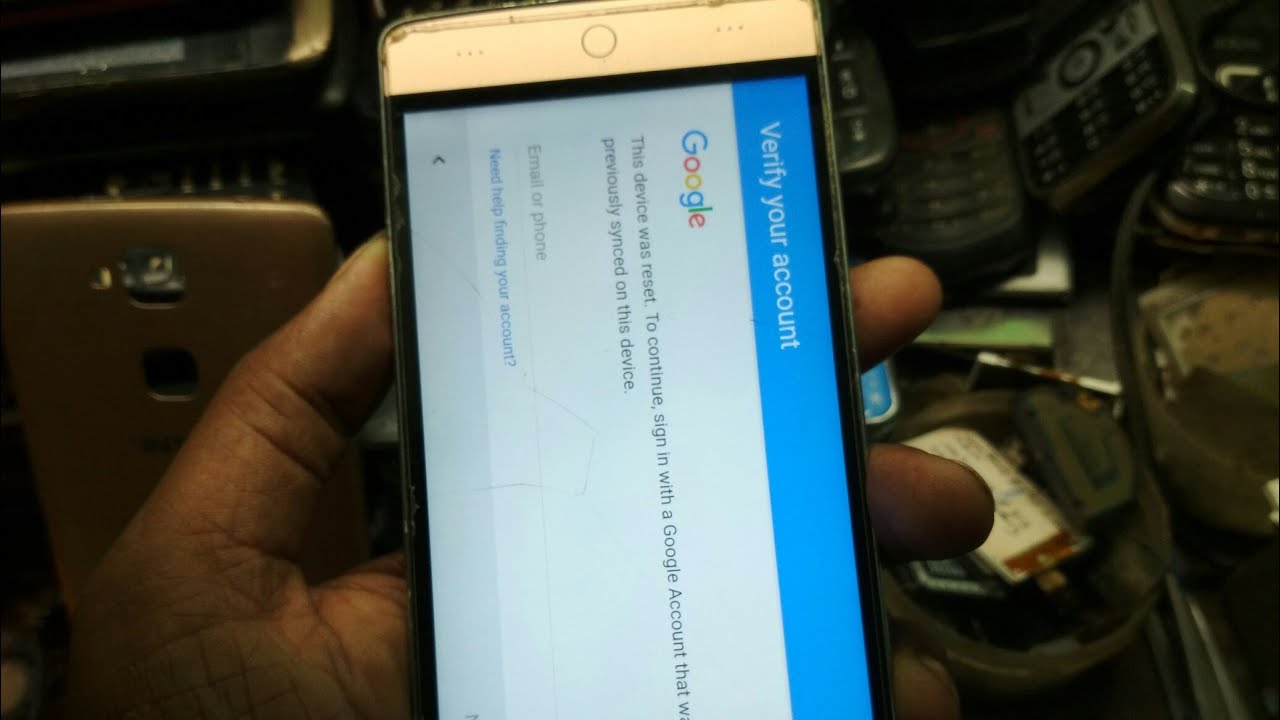 Verify your account
Google
This device was reset. To continue, sign in with a Google Account that wa
previously synced on this device.
Email or phone
Need help finding your account?